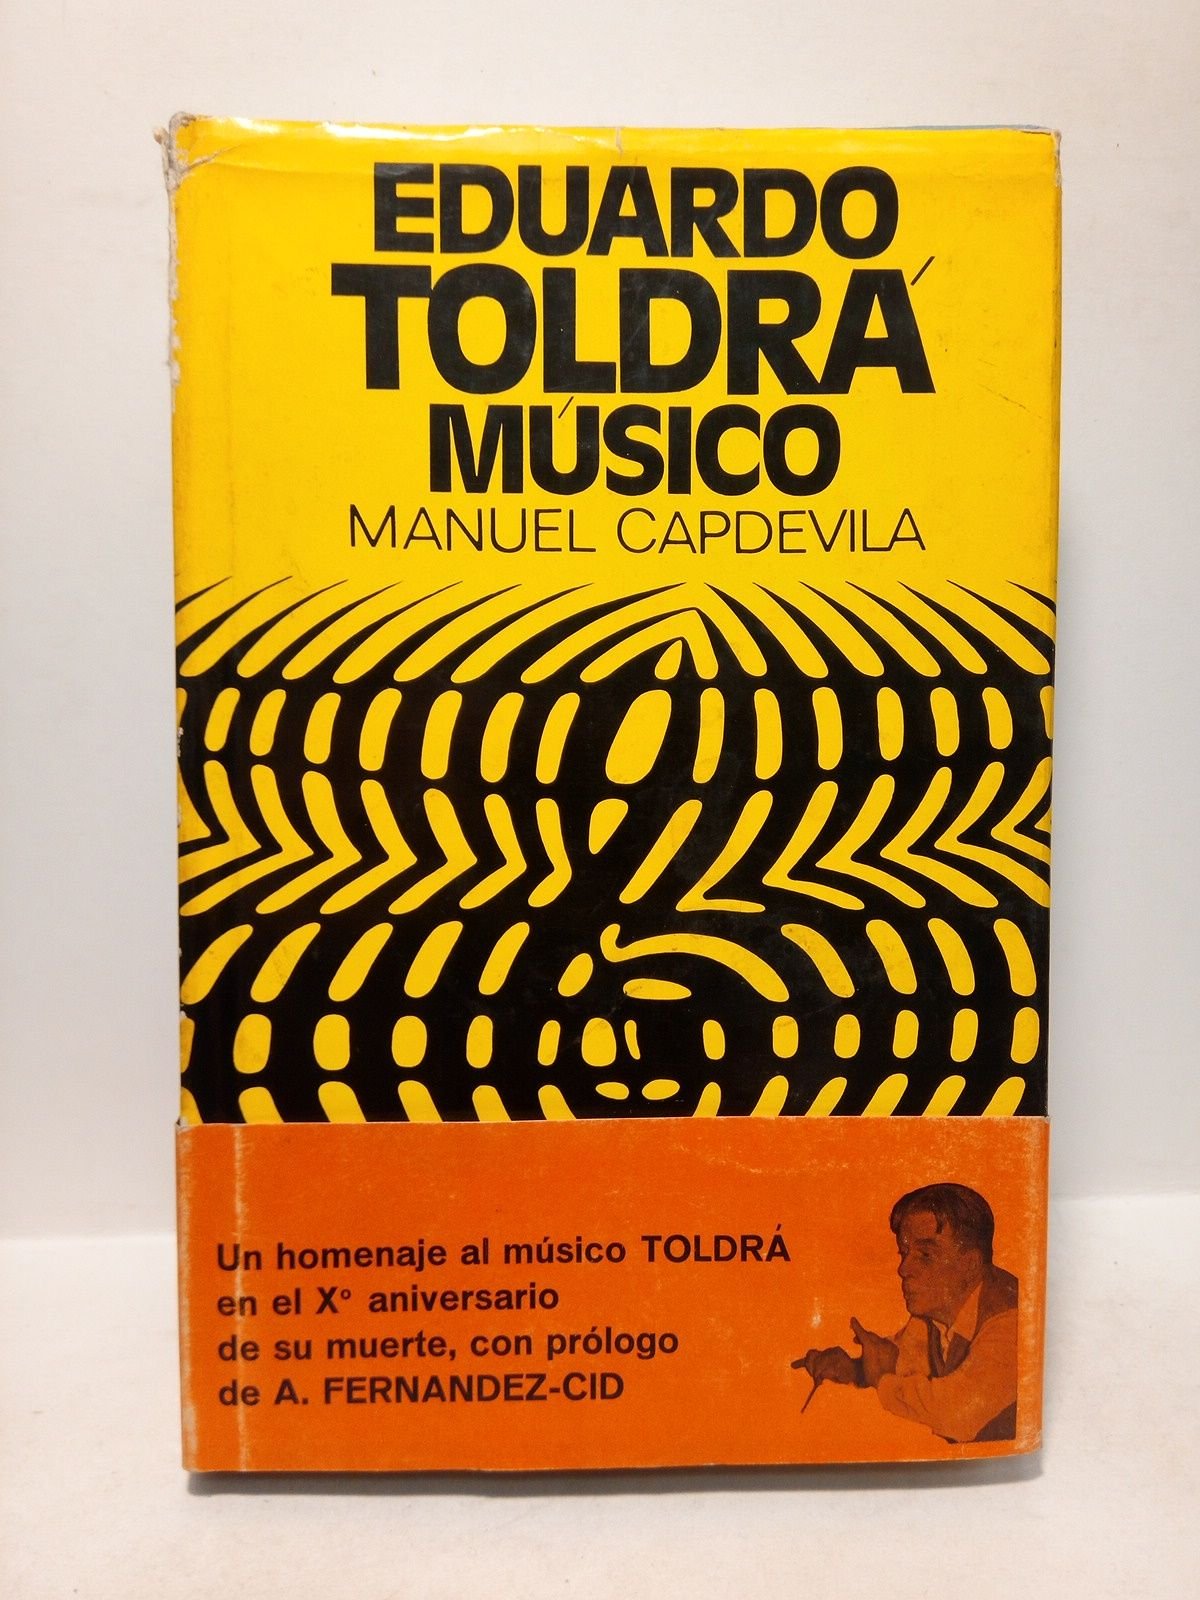 EDUARDO
TOLDRÁ
MÚSICO
MANUEL CAPDEVILA
Un homenaje al músico TOLDRÁ
en el Xº aniversario
de su muerte, con prólogo
de A. FERNANDEZ-CID